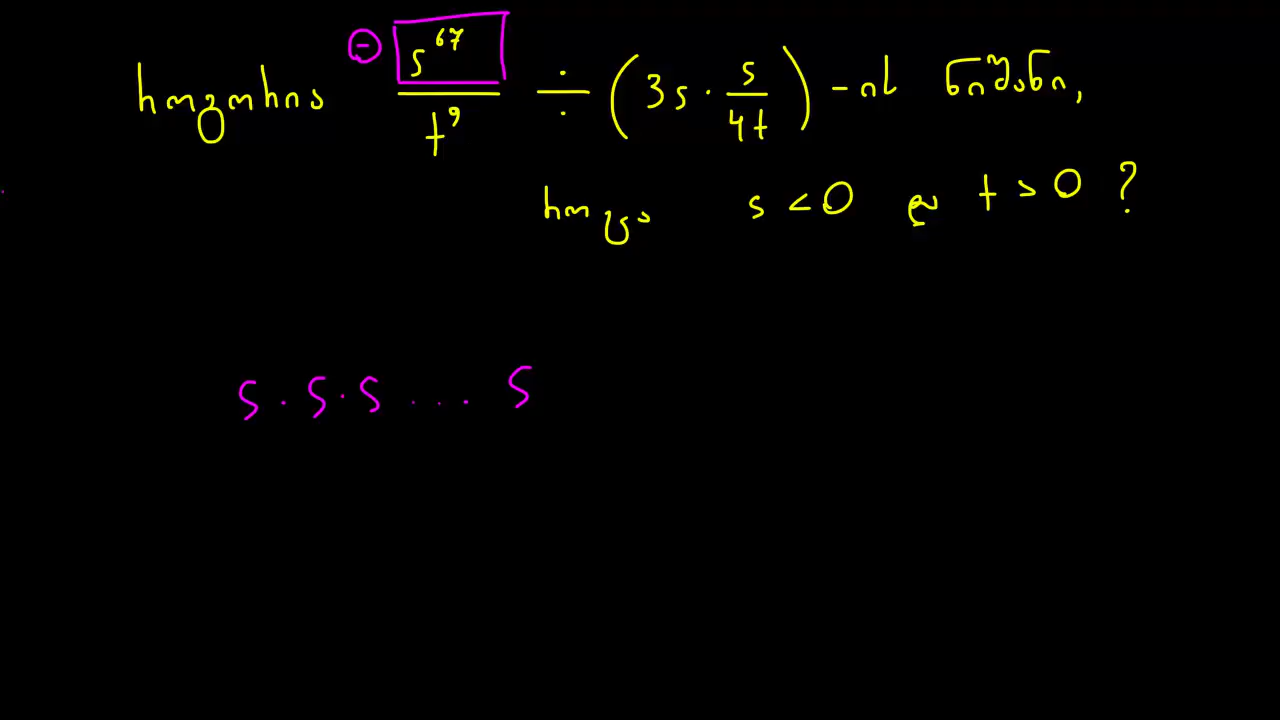 როგორია s^67/t^9 ÷ (3s · s/4t) -ის ნიშანი,
როცა s < 0 და t > 0 ?
s · s · s ... s